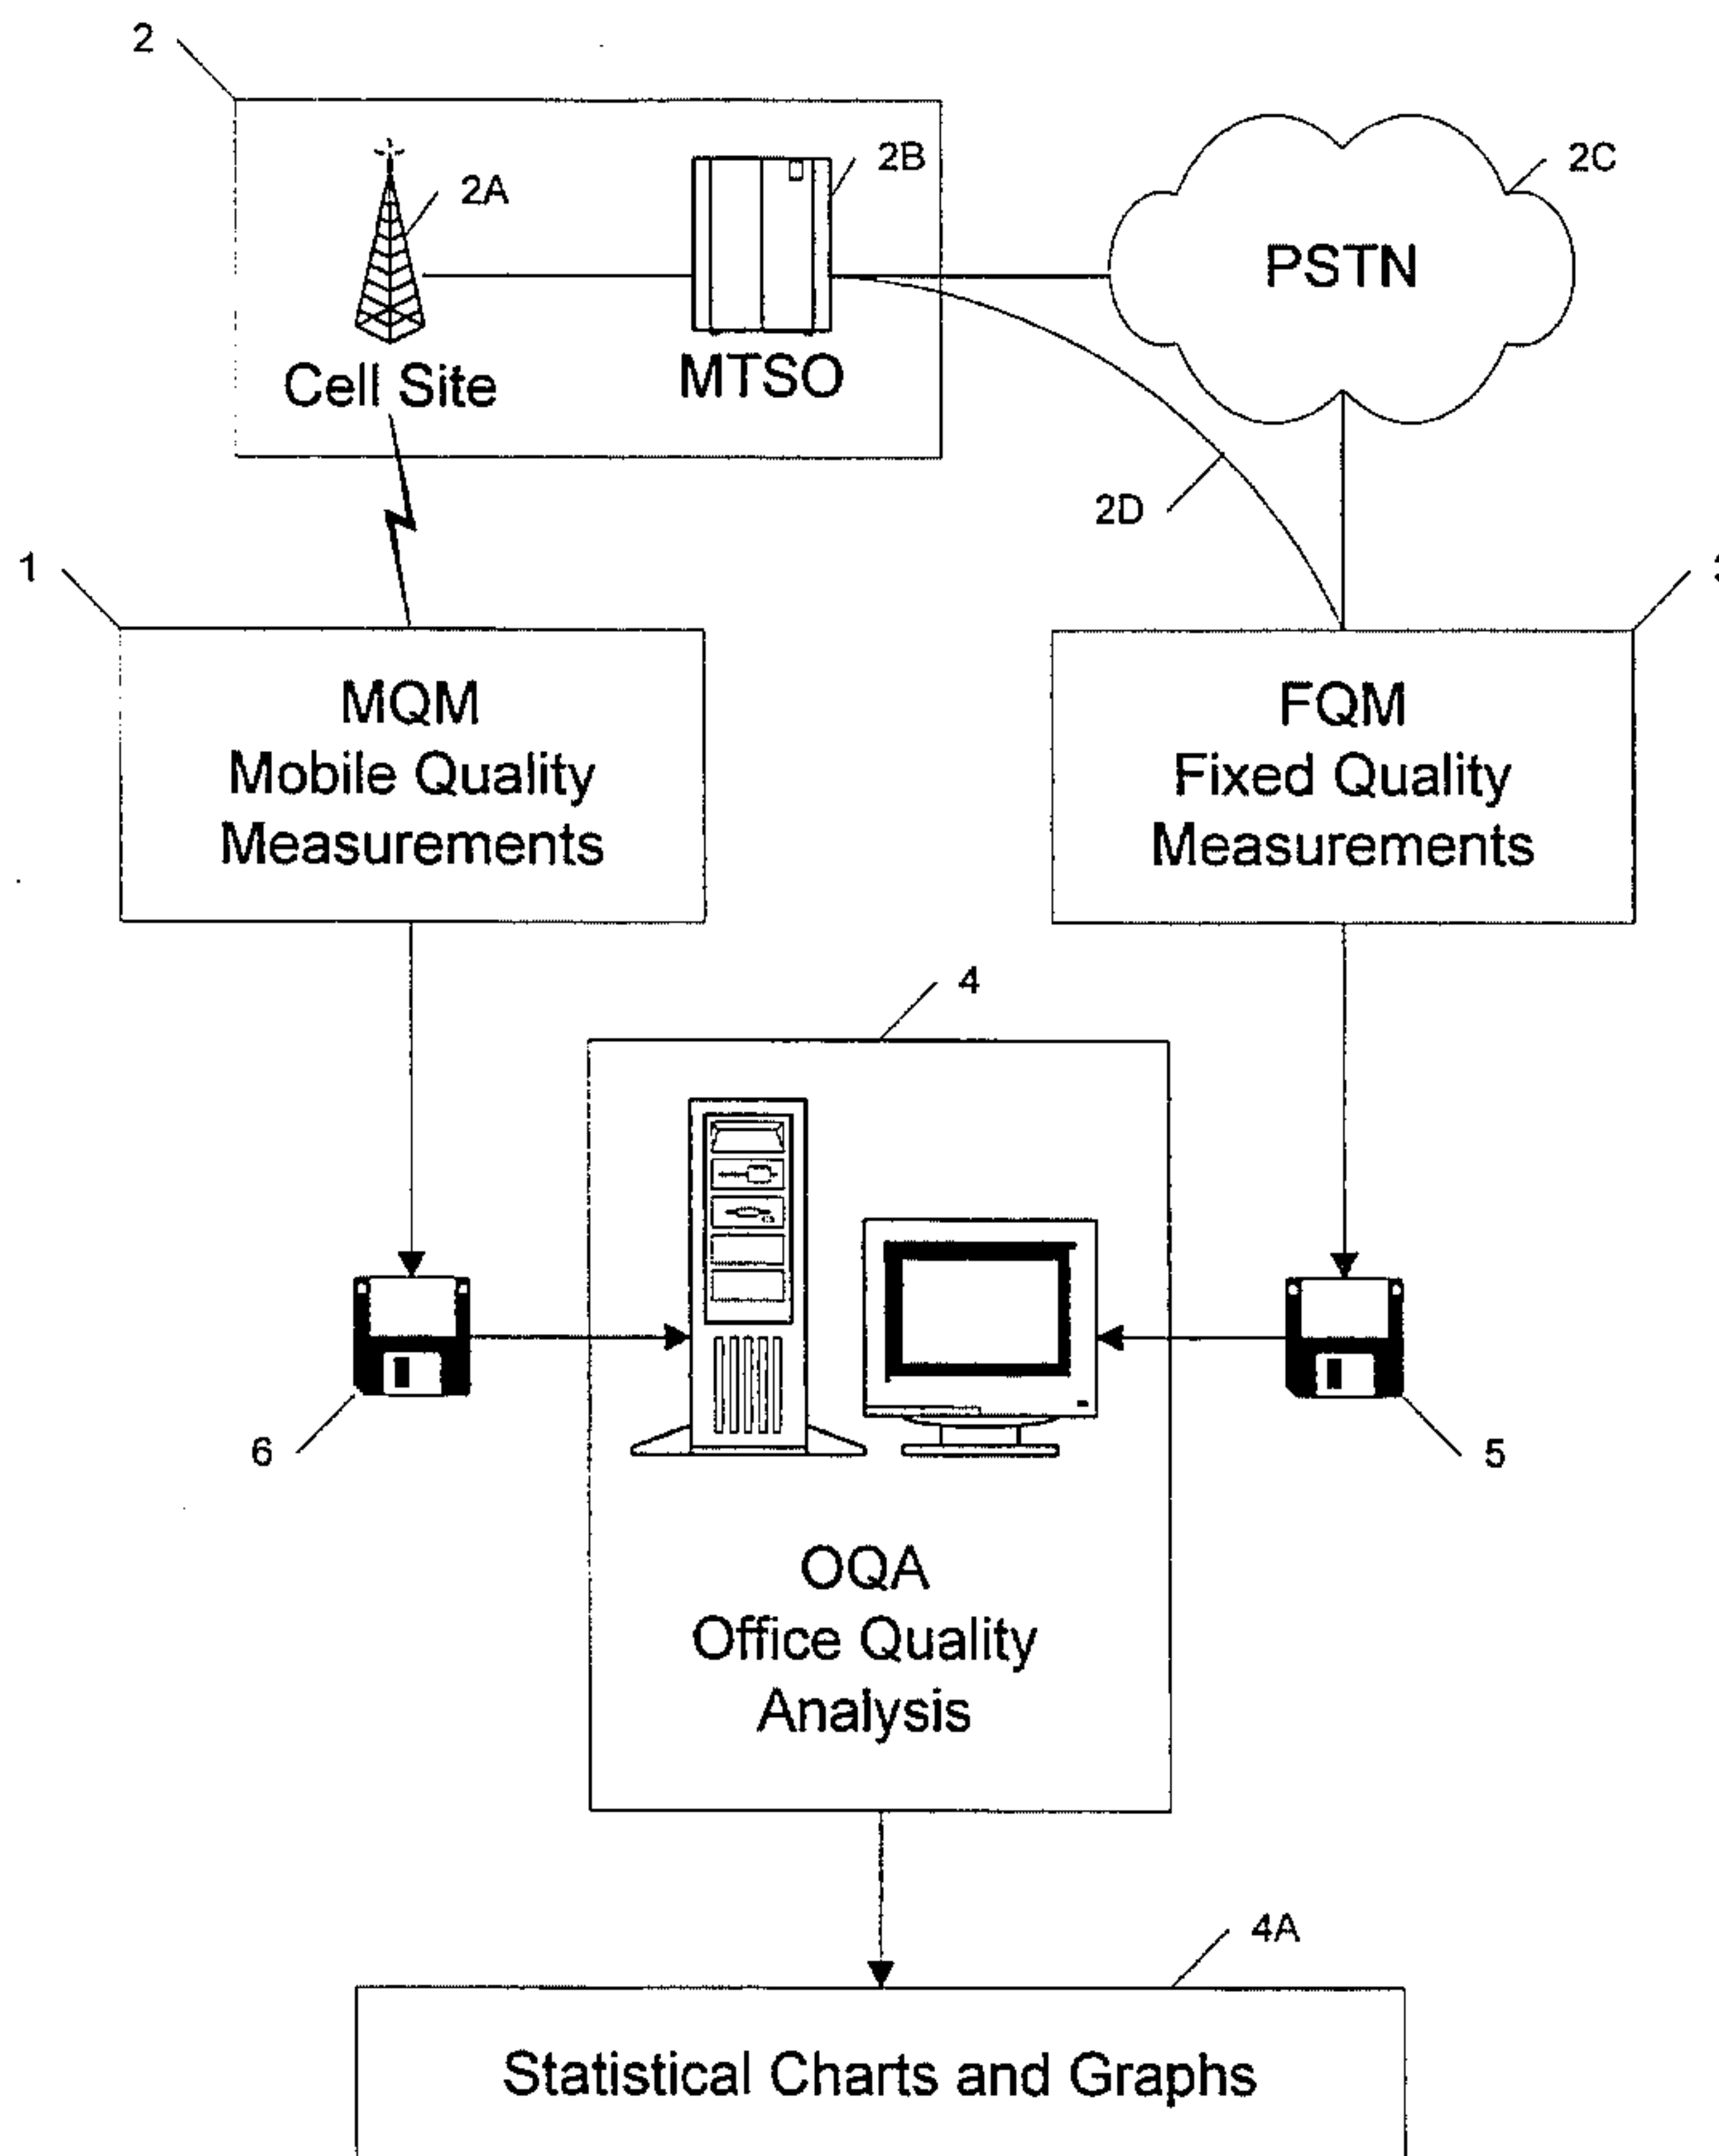 2
2A
2B
2C
PSTN
Cell Site
MTSO
2D
1
MQM
Mobile Quality
Measurements
FQM
Fixed Quality
Measurements
4
6
5
OQA
Office Quality
Analysis
4A
Statistical Charts and Graphs